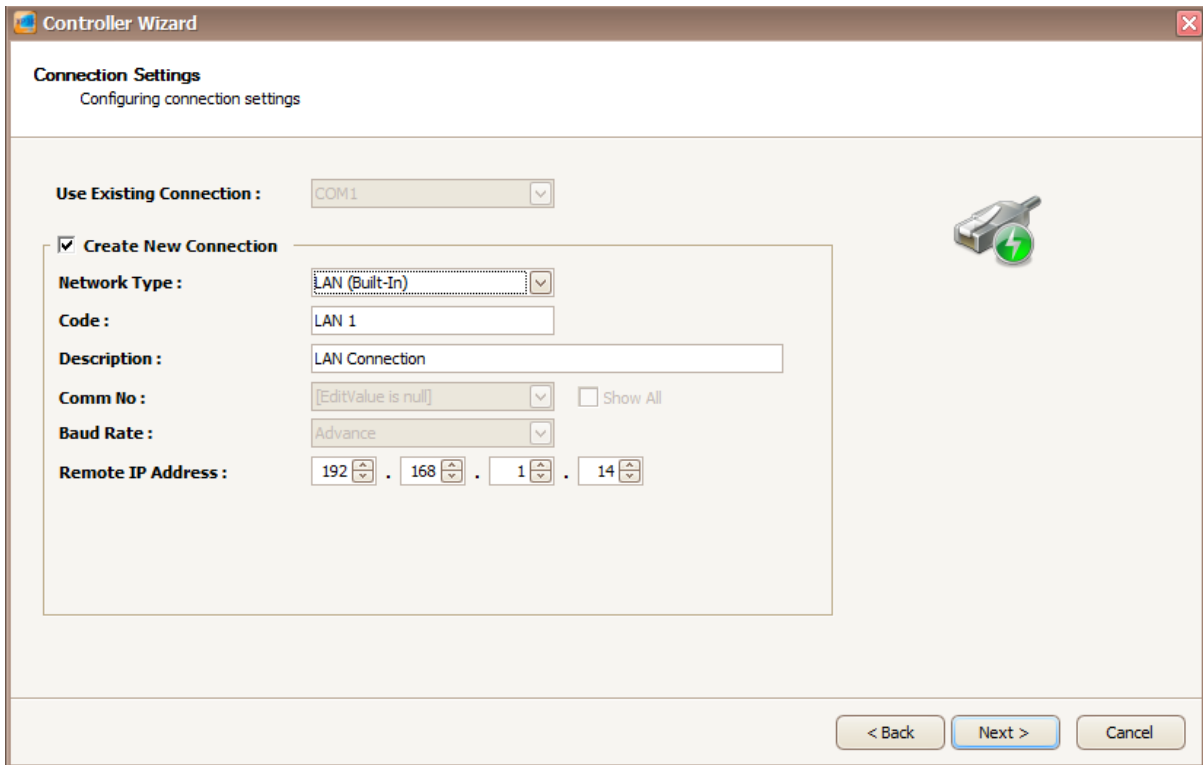 Controller Wizard
Connection Settings
Configuring connection settings
Use Existing Connection : COM1
Create New Connection
Network Type : LAN (Built-In)
Code : LAN 1
Description : LAN Connection
Comm No : [EditValue is null] Show All
Baud Rate : Advance
Remote IP Address : 192 . 168 . 1 . 14
< Back Next > Cancel